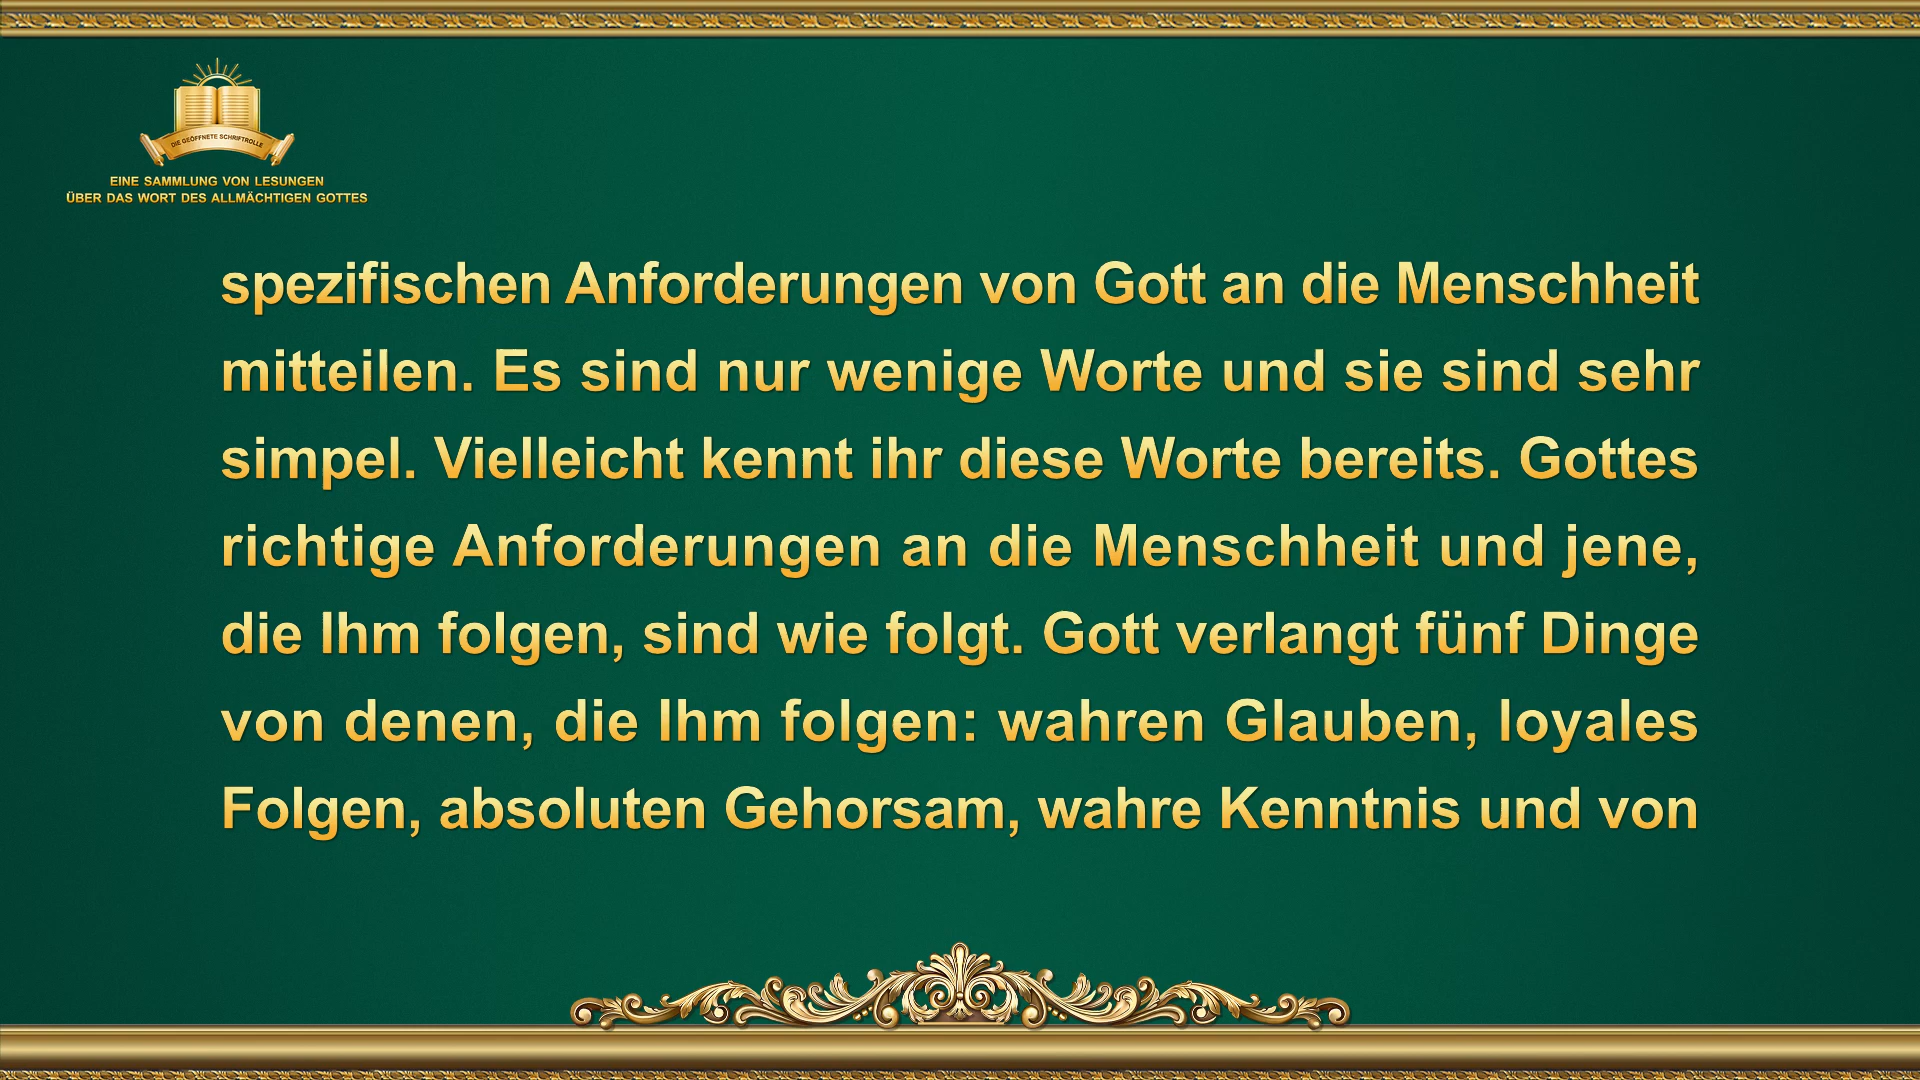 DIE GEÖFFNETE SCHRIFTROLLE
EINE SAMMLUNG VON LESUNGEN
ÜBER DAS WORT DES ALLMÄCHTIGEN GOTTES
spezifischen Anforderungen von Gott an die Menschheit
mitteilen. Es sind nur wenige Worte und sie sind sehr
simpel. Vielleicht kennt ihr diese Worte bereits. Gottes
richtige Anforderungen an die Menschheit und jene,
die Ihm folgen, sind wie folgt. Gott verlangt fünf Dinge
von denen, die Ihm folgen: wahren Glauben, loyales
Folgen, absoluten Gehorsam, wahre Kenntnis und von